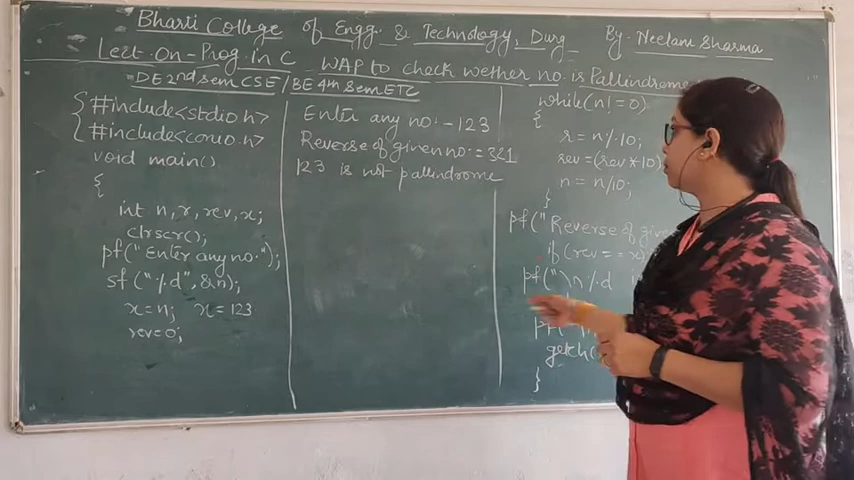 Bharti College of Engg. & Technology, Durg By- Neelam Sharma
Lect-On-Prog. in C WAP to check wether no. is Pallindrome
DE 2nd sem CSE / BE 4th sem ETC
#include<stdio.h>
#include<conio.h>
void main()
{
int n, r, rev, x;
clrscr();
pf("Enter any no.");
sf("%d", &n);
x=n; x=123
rev=0;
Enter any no:-123
Reverse of given no.=321
123 is not pallindrome
while(n!=0)
{
r=n%10;
rev=(rev*10
n=n/10;
}
pf("Reverse of give
if(rev==x)
pf("\n%d
pf("\n
getch(
}